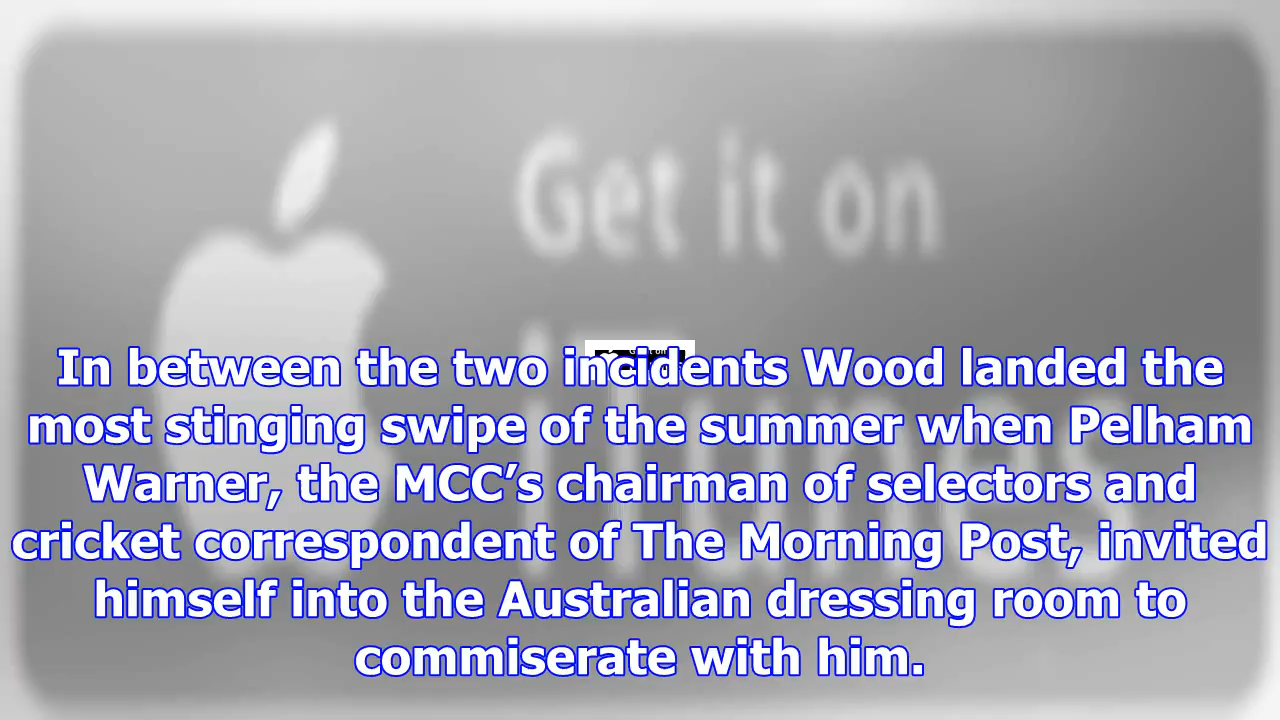 Get it on
iTunes
In between the two incidents Wood landed the
most stinging swipe of the summer when Pelham
Warner, the MCC’s chairman of selectors and
cricket correspondent of The Morning Post, invited
himself into the Australian dressing room to
commiserate with him.